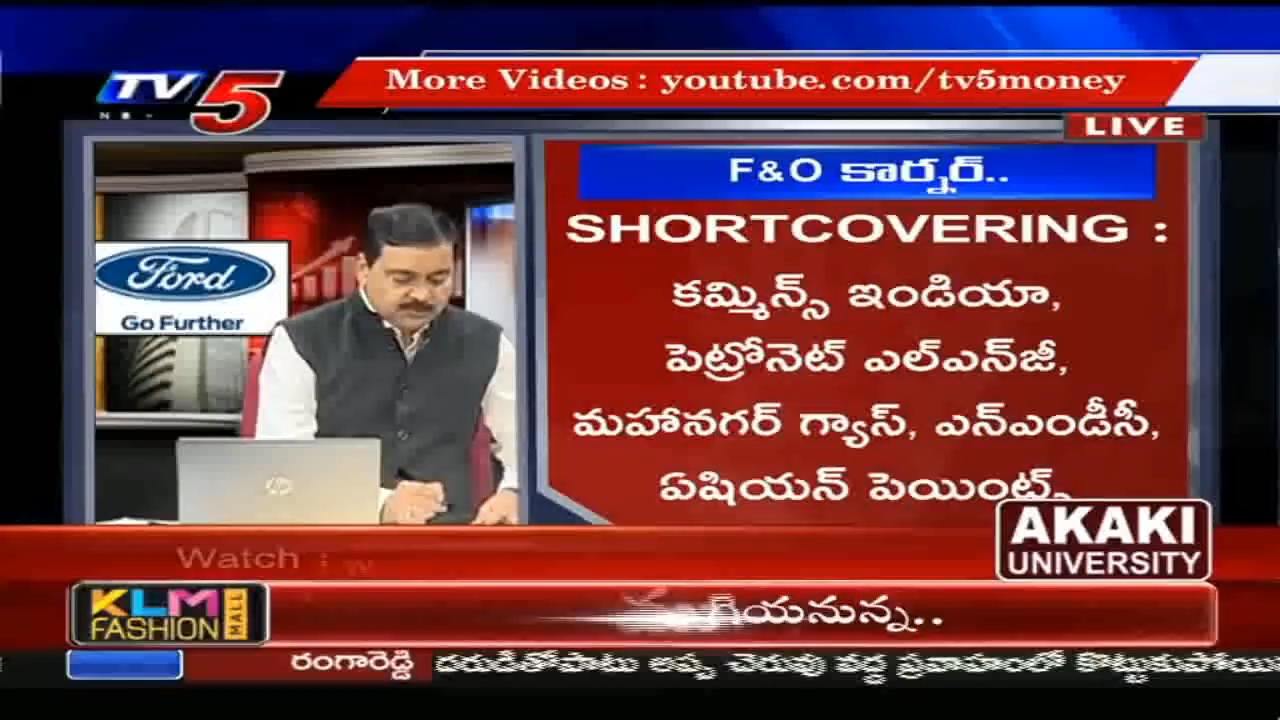 TV5
More Videos : youtube.com/tv5money
LIVE
F&O కార్నర్..
SHORTCOVERING :
కమ్మిన్స్ ఇండియా,
పెట్రోనెట్ ఎల్ఎన్‌జీ,
మహానగర్ గ్యాస్, ఎన్ఎండీసీ,
ఏషియన్ పెయింట్స్
Ford
Go Further
hp
AKAKI
UNIVERSITY
Watch :
KLM
FASHION
MALL
రంగారెడ్డి